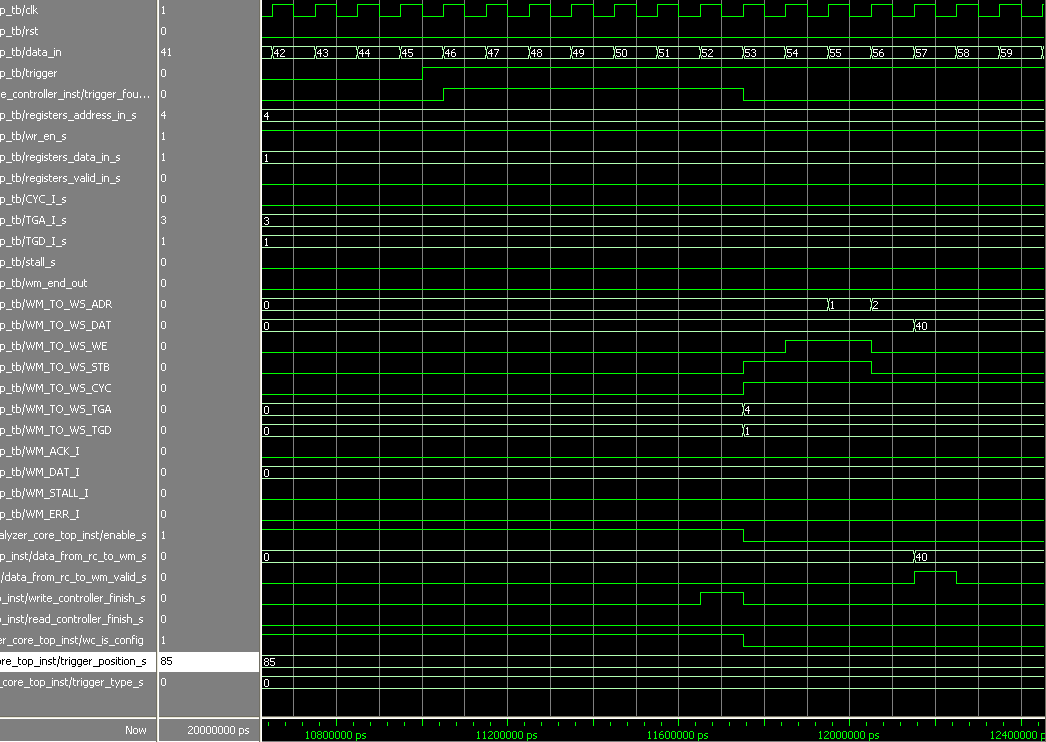 p_tb/clk 1
p_tb/rst 0
p_tb/data_in 41 42 43 44 45 46 47 48 49 50 51 52 53 54 55 56 57 58 59
p_tb/trigger 0
e_controller_inst/trigger_fou... 0
p_tb/registers_address_in_s 4 4
p_tb/wr_en_s 1
p_tb/registers_data_in_s 1 1
p_tb/registers_valid_in_s 0
p_tb/CYC_I_s 0
p_tb/TGA_I_s 3 3
p_tb/TGD_I_s 1 1
p_tb/stall_s 0
p_tb/wm_end_out 0
p_tb/WM_TO_WS_ADR 0 0 1 2
p_tb/WM_TO_WS_DAT 0 0 40
p_tb/WM_TO_WS_WE 0
p_tb/WM_TO_WS_STB 0
p_tb/WM_TO_WS_CYC 0
p_tb/WM_TO_WS_TGA 0 0 4
p_tb/WM_TO_WS_TGD 0 0 1
p_tb/WM_ACK_I 0
p_tb/WM_DAT_I 0 0
p_tb/WM_STALL_I 0
p_tb/WM_ERR_I 0
alyzer_core_top_inst/enable_s 1
p_inst/data_from_rc_to_wm_s 0 0 40
/data_from_rc_to_wm_valid_s 0
p_inst/write_controller_finish_s 0
p_inst/read_controller_finish_s 0
er_core_top_inst/wc_is_config 1
ore_top_inst/trigger_position_s 85 85
_core_top_inst/trigger_type_s 0 0
Now 20000000 ps 10800000 ps 11200000 ps 11600000 ps 12000000 ps 12400000 p